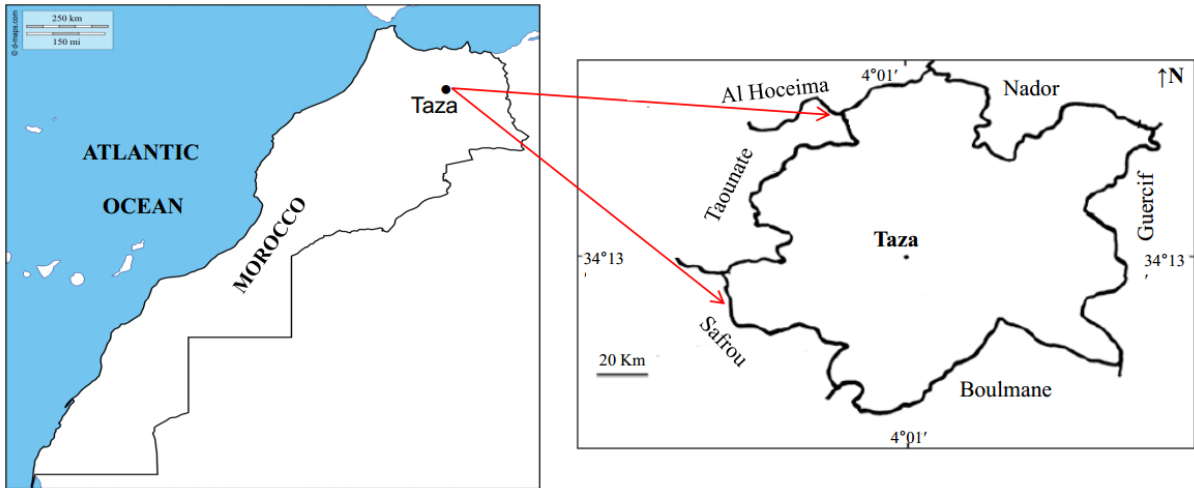 250 km
150 mi
© d-maps.com
Taza
ATLANTIC
OCEAN
MOROCCO
4°01′
↑N
Al Hoceima
Nador
Taounate
Guercif
Taza
34°13
′
34°13
′
Safrou
20 Km
Boulmane
4°01′